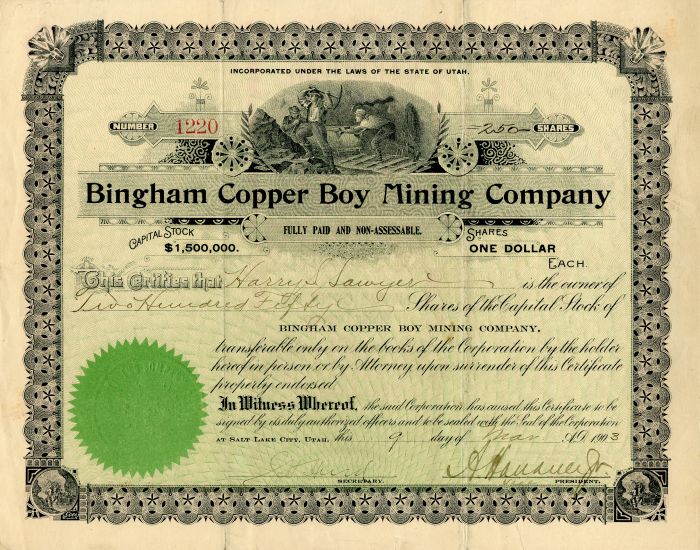 INCORPORATED UNDER THE LAWS OF THE STATE OF UTAH.
NUMBER 1220 250 SHARES
Bingham Copper Boy Mining Company
CAPITAL STOCK $1,500,000. FULLY PAID AND NON-ASSESSABLE. SHARES ONE DOLLAR EACH.
This Certifies that Harry Sawyer is the owner of
Two Hundred Fifty Shares of the Capital Stock of
BINGHAM COPPER BOY MINING COMPANY.
transferable only on the books of the Corporation by the holder
hereof in person or by Attorney upon surrender of this Certificate
properly endorsed
In Witness Whereof, the said Corporation has caused this Certificate to be
signed by its duly authorized officers and to be sealed with the Seal of the Corporation
AT SALT LAKE CITY, UTAH, this 9 day of A.D. 1903
SECRETARY. PRESIDENT.